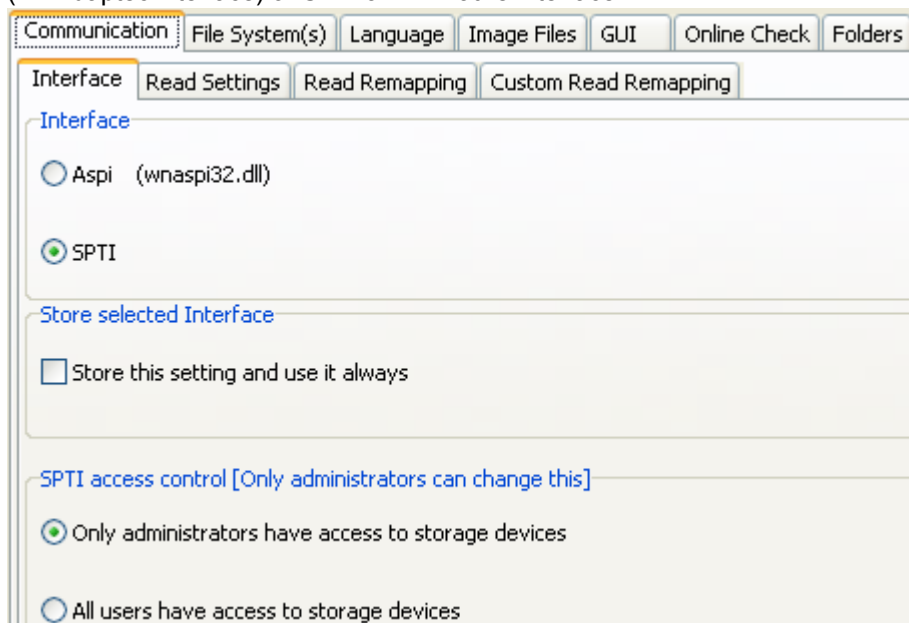 Communication File System(s) Language Image Files GUI Online Check Folders
Interface Read Settings Read Remapping Custom Read Remapping
Interface
Aspi (wnaspi32.dll)
SPTI
Store selected Interface
Store this setting and use it always
SPTI access control [Only administrators can change this]
Only administrators have access to storage devices
All users have access to storage devices